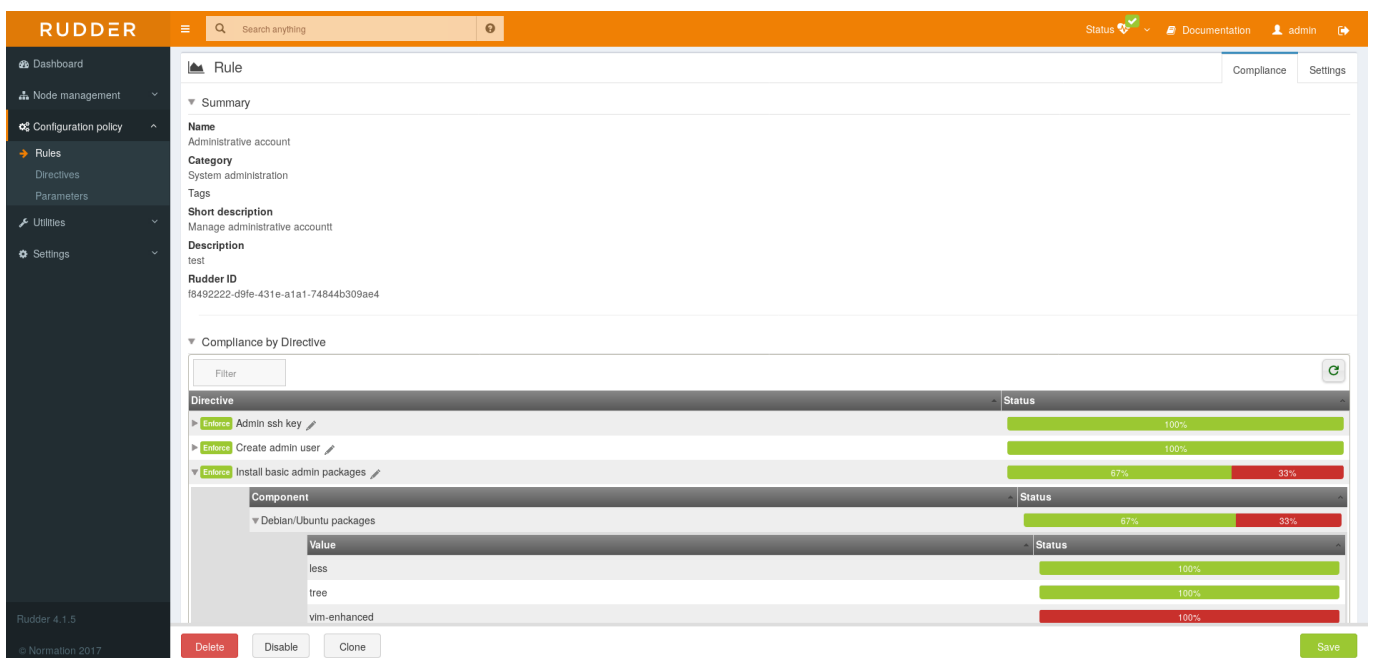 RUDDER
Search anything
Status
Documentation
admin
Dashboard
Node management
Configuration policy
Rules
Directives
Parameters
Utilities
Settings
Rudder 4.1.5
© Normation 2017
Rule
Compliance
Settings
Summary
Name
Administrative account
Category
System administration
Tags
Short description
Manage administrative accountt
Description
test
Rudder ID
f8492222-d9fe-431e-a1a1-74844b309ae4
Compliance by Directive
Filter
Directive Status
Enforce Admin ssh key 100%
Enforce Create admin user 100%
Enforce Install basic admin packages 67% 33%
Component Status
Debian/Ubuntu packages 67% 33%
Value Status
less 100%
tree 100%
vim-enhanced 100%
Delete Disable Clone Save